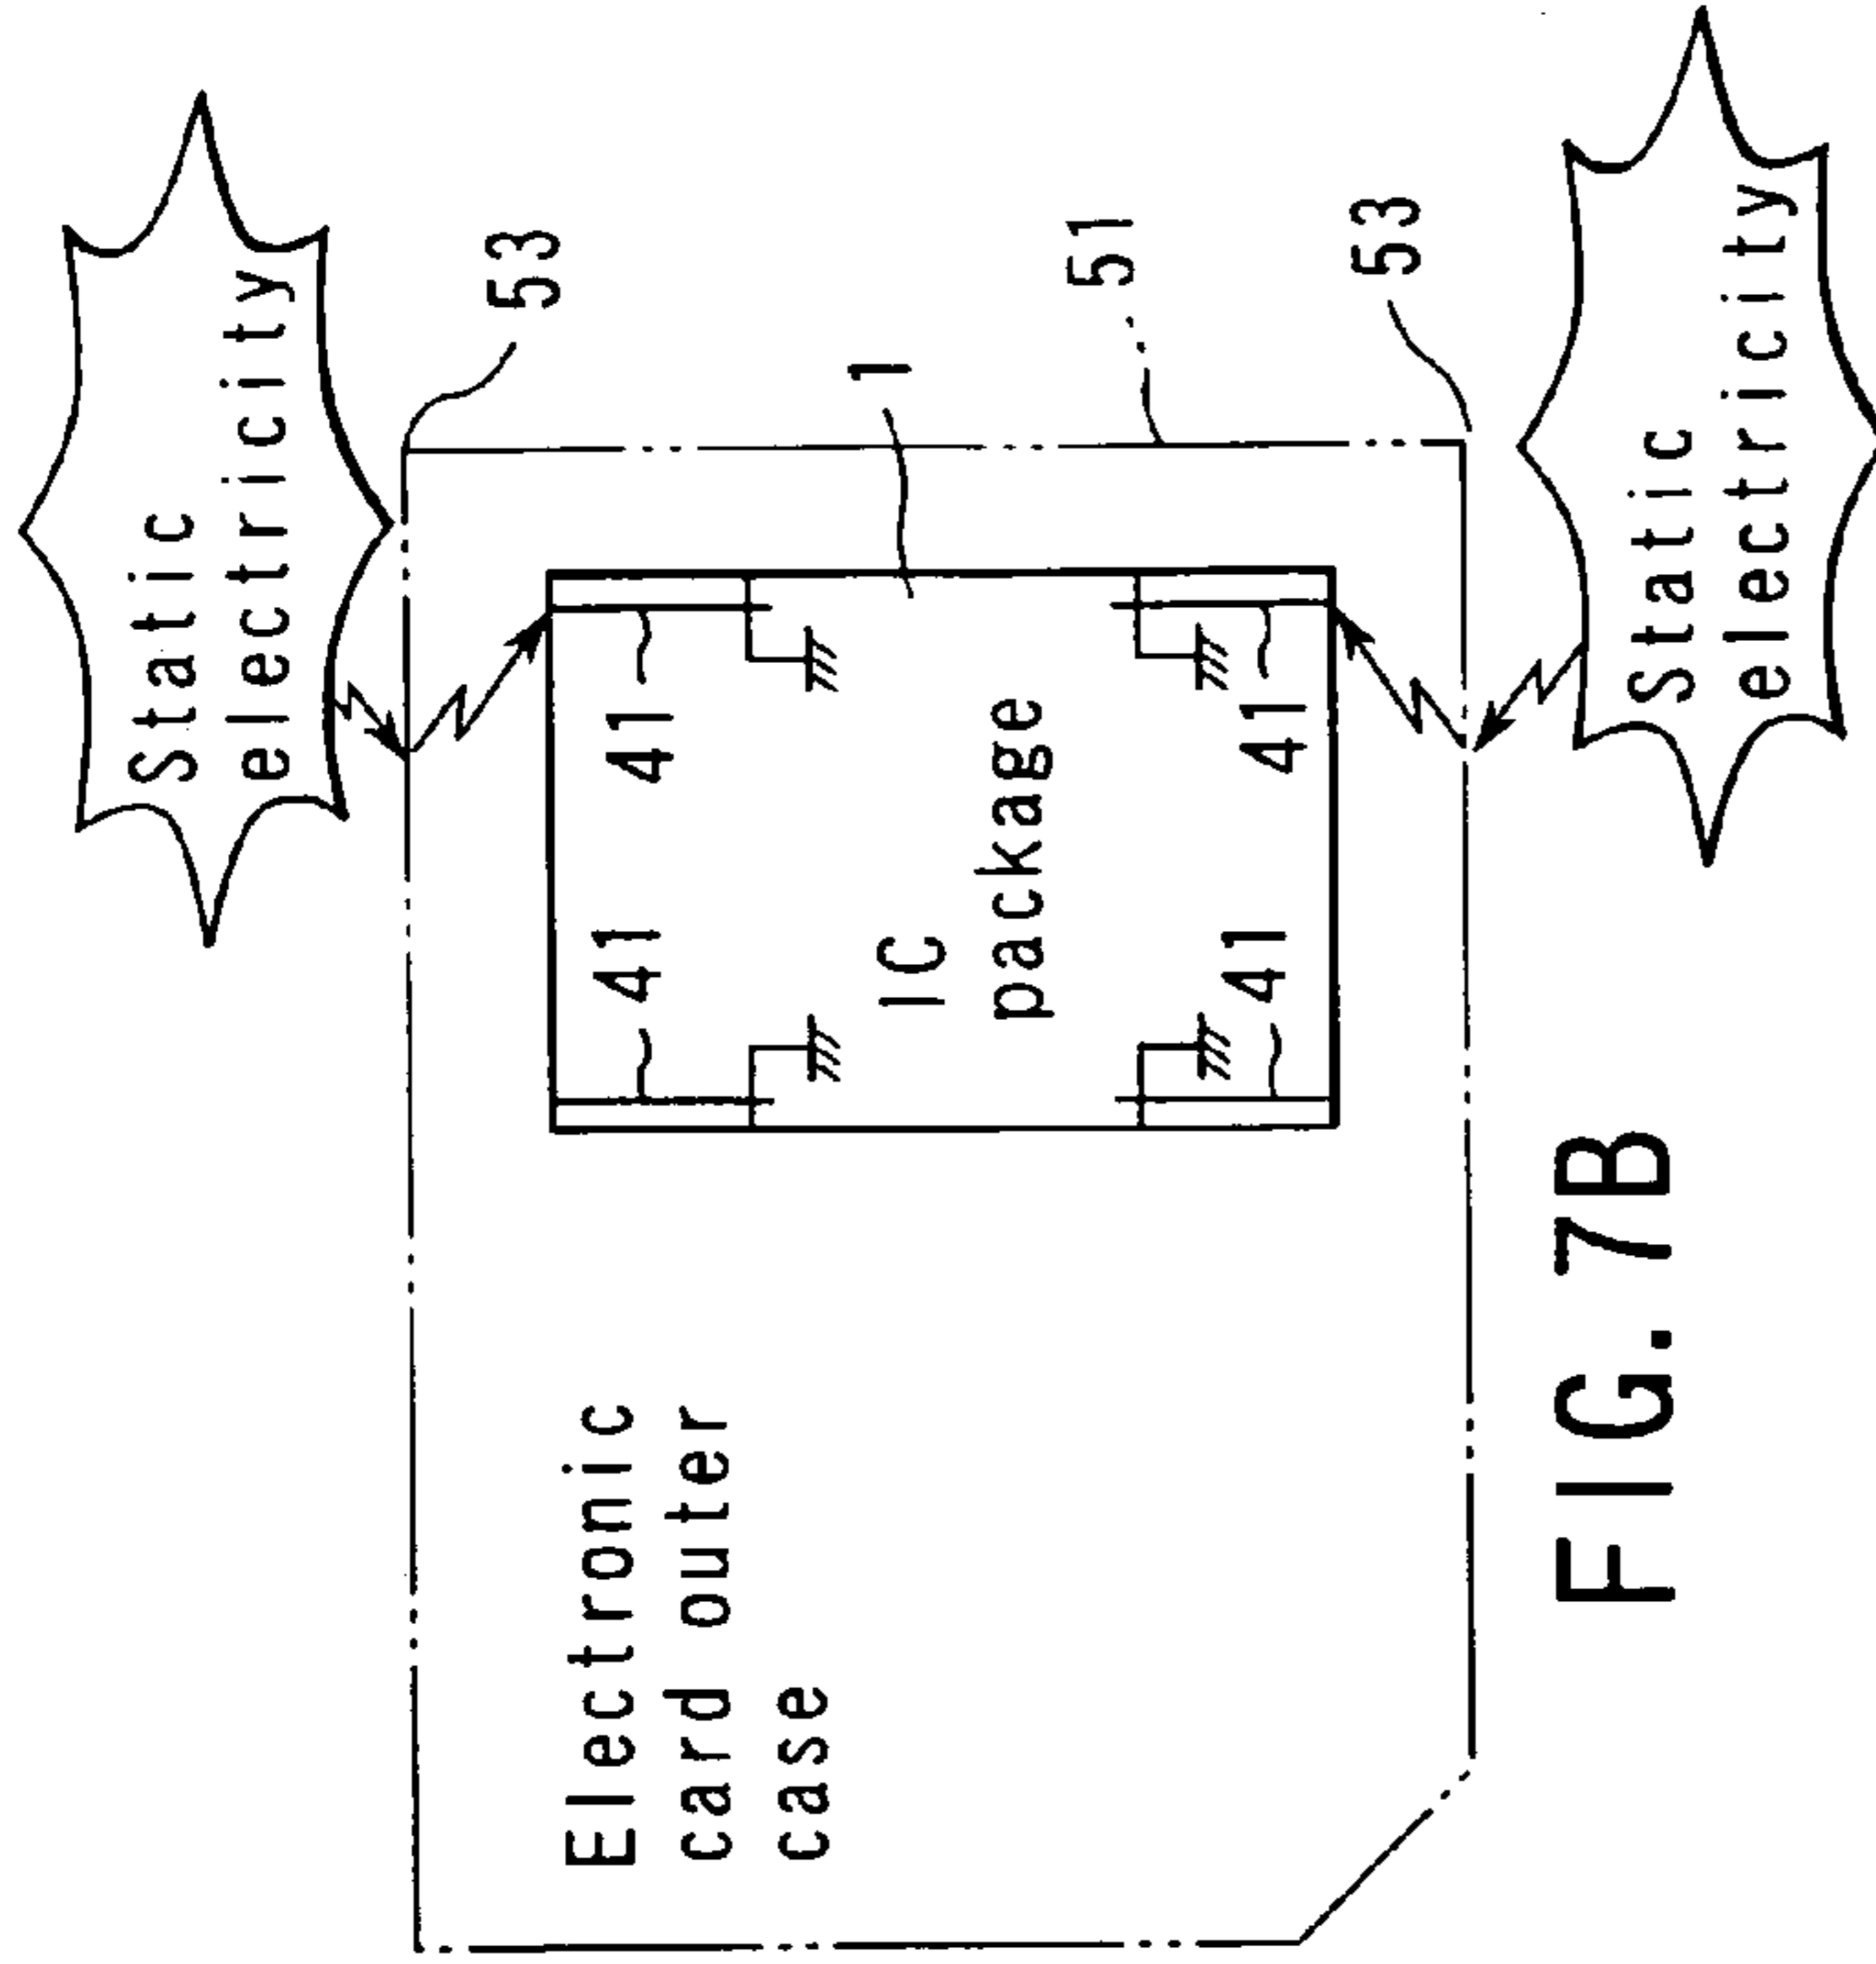 Static
electricity
53
Electronic
card outer
case
41
41
1
IC
package
51
41
41
53
Static
electricity
FIG. 7B